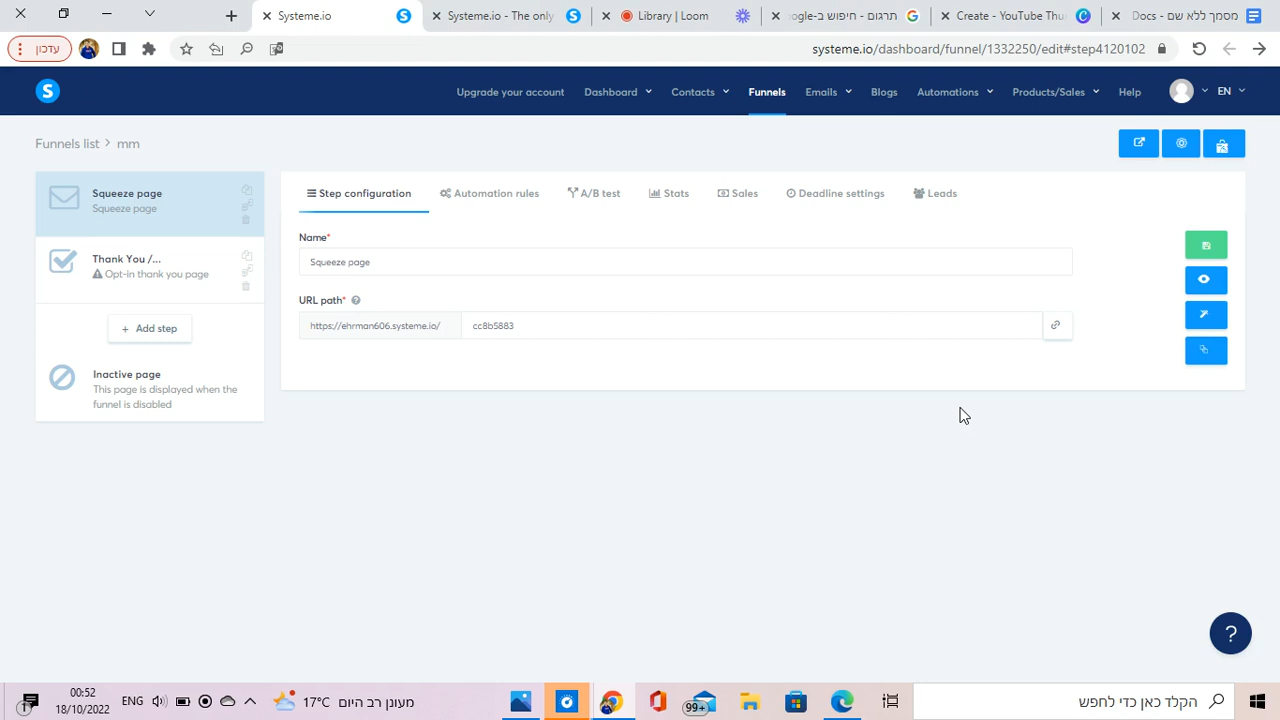 Systeme.io
Systeme.io - The onl
Library | Loom
תרגום - חיפוש ב-ogle
Create - YouTube Thu
מסמך ללא שם - Docs
עדכון
systeme.io/dashboard/funnel/1332250/edit#step4120102
S
Upgrade your account
Dashboard
Contacts
Funnels
Emails
Blogs
Automations
Products/Sales
Help
EN
Funnels list > mm
Squeeze page
Squeeze page
Thank You /...
Opt-in thank you page
+ Add step
Inactive page
This page is displayed when the
funnel is disabled
Step configuration
Automation rules
A/B test
Stats
Sales
Deadline settings
Leads
Name*
Squeeze page
URL path*
https://ehrman606.systeme.io/
cc8b5883
?
00:52
18/10/2022
ENG
17°C
מעונן רב היום
99+
הקלד כאן כדי לחפש